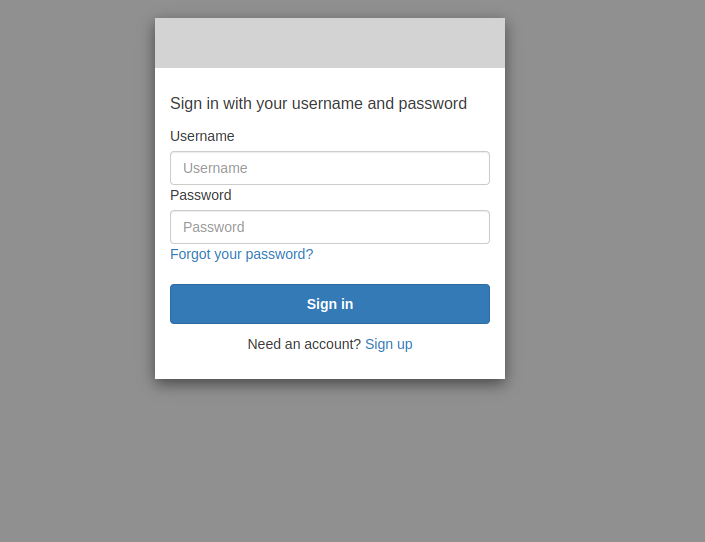 Sign in with your username and password
Username
Username
Password
Password
Forgot your password?
Sign in
Need an account? Sign up